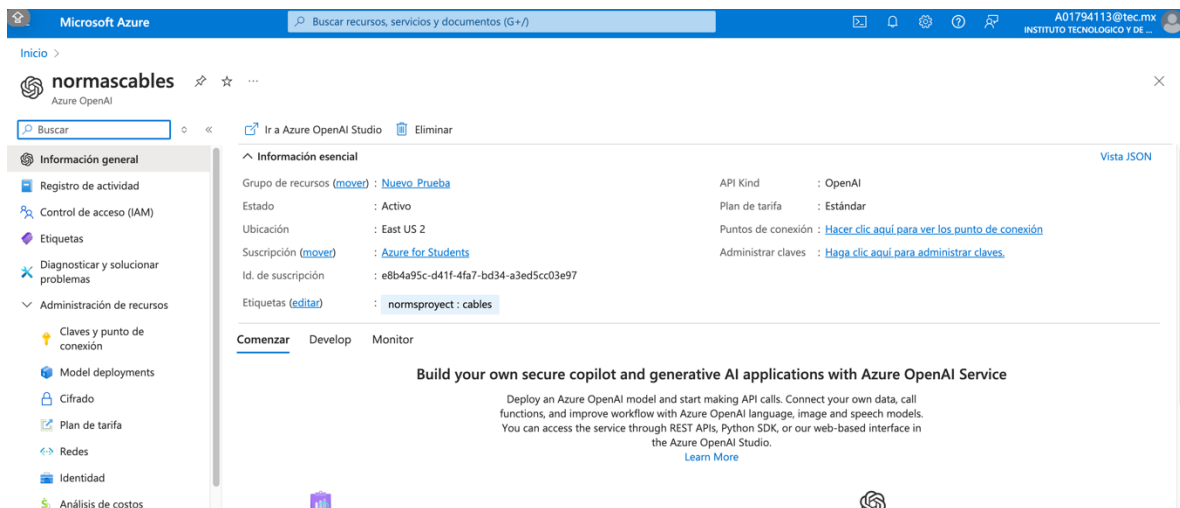 Microsoft Azure
Buscar recursos, servicios y documentos (G+/)
A01794113@tec.mx
INSTITUTO TECNOLOGICO Y DE ...
Inicio >
normascables
Azure OpenAI
Buscar
Ir a Azure OpenAI Studio
Eliminar
Información general
Registro de actividad
Control de acceso (IAM)
Etiquetas
Diagnosticar y solucionar
problemas
Administración de recursos
Claves y punto de
conexión
Model deployments
Cifrado
Plan de tarifa
Redes
Identidad
Análisis de costos
Información esencial
Vista JSON
Grupo de recursos (mover) : Nuevo_Prueba
Estado : Activo
Ubicación : East US 2
Suscripción (mover) : Azure for Students
Id. de suscripción : e8b4a95c-d41f-4fa7-bd34-a3ed5cc03e97
Etiquetas (editar) : normsproyect : cables
API Kind : OpenAI
Plan de tarifa : Estándar
Puntos de conexión : Hacer clic aquí para ver los punto de conexión
Administrar claves : Haga clic aquí para administrar claves.
Comenzar Develop Monitor
Build your own secure copilot and generative AI applications with Azure OpenAI Service
Deploy an Azure OpenAI model and start making API calls. Connect your own data, call
functions, and improve workflow with Azure OpenAI language, image and speech models.
You can access the service through REST APIs, Python SDK, or our web-based interface in
the Azure OpenAI Studio.
Learn More